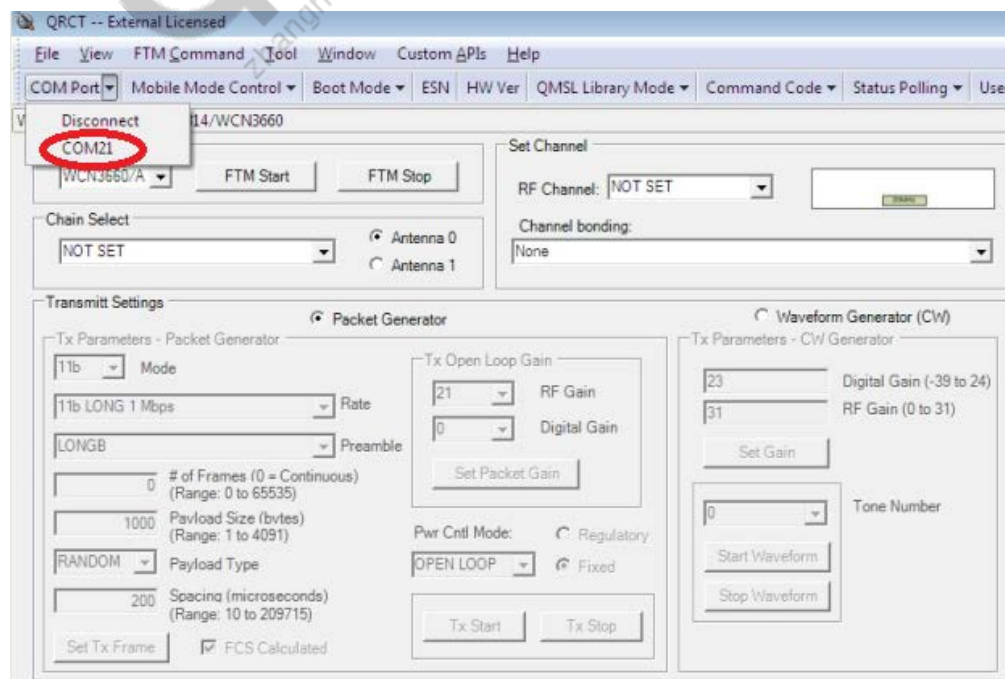 QRCT -- External Licensed
File View FTM Command Tool Window Custom APIs Help
COM Port Mobile Mode Control Boot Mode ESN HW Ver QMSL Library Mode Command Code Status Polling Use
Disconnect
14/WCN3660
COM21
WCN3660/A
FTM Start
FTM Stop
Set Channel
RF Channel: NOT SET
Channel bonding:
None
Chain Select
NOT SET
Antenna 0
Antenna 1
Transmitt Settings
Packet Generator
Waveform Generator (CW)
Tx Parameters - Packet Generator
11b Mode
11b LONG 1 Mbps Rate
LONGB Preamble
0 # of Frames (0 = Continuous)
(Range: 0 to 65535)
1000 Payload Size (bytes)
(Range: 1 to 4091)
RANDOM Payload Type
200 Spacing (microseconds)
(Range: 10 to 209715)
Set Tx Frame
FCS Calculated
Tx Open Loop Gain
21 RF Gain
0 Digital Gain
Set Packet Gain
Pwr Cntl Mode:
OPEN LOOP
Regulatory
Fixed
Tx Start
Tx Stop
Tx Parameters - CW Generator
23 Digital Gain (-39 to 24)
31 RF Gain (0 to 31)
Set Gain
0 Tone Number
Start Waveform
Stop Waveform